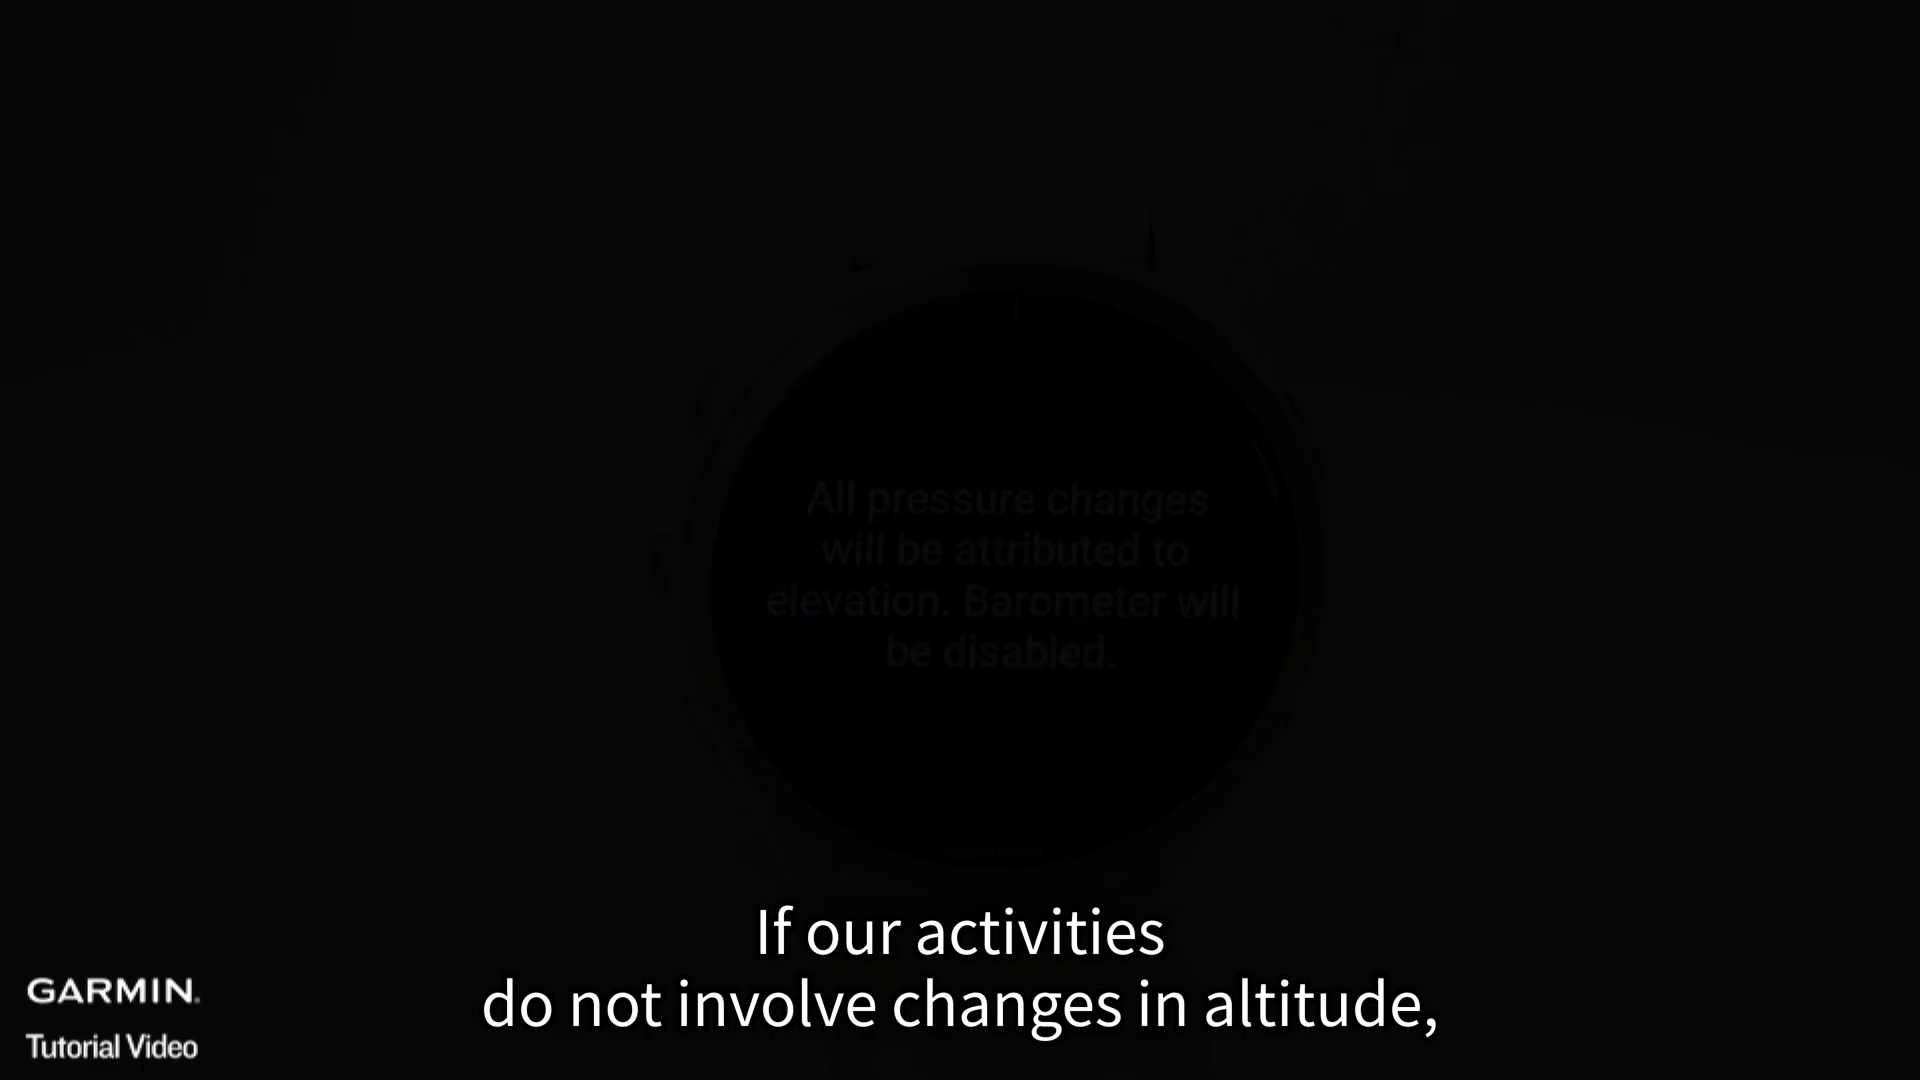 All pressure changes
will be attributed to
elevation. Barometer will
be disabled.
If our activities
do not involve changes in altitude,
GARMIN.
Tutorial Video